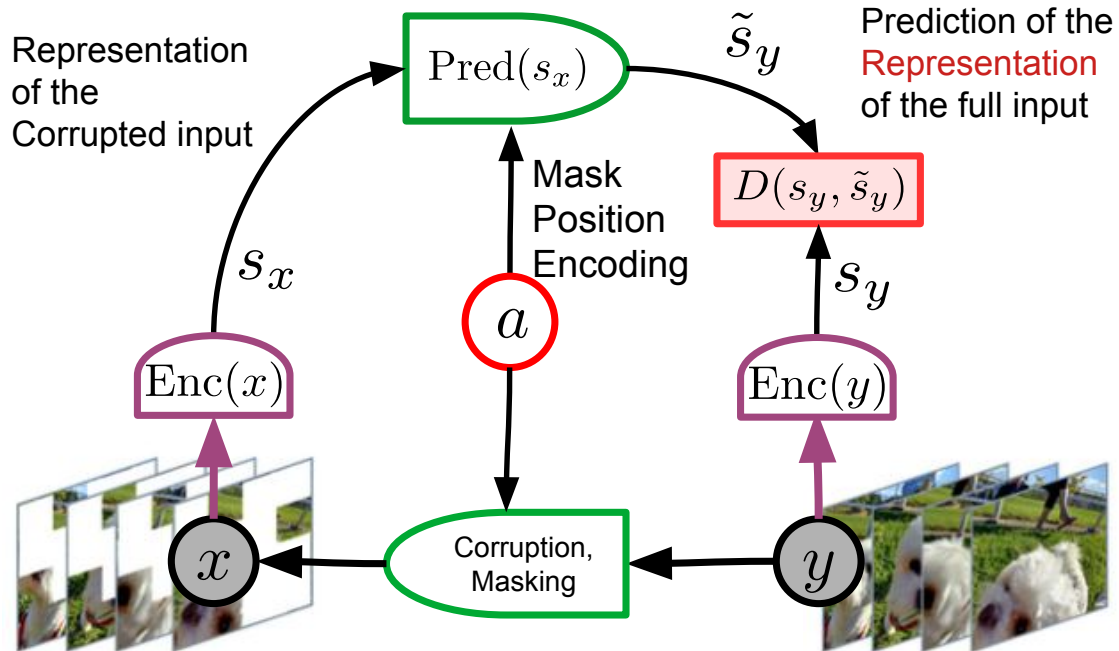 Representation
of the
Corrupted input
Pred(s_x)
s̃_y
Prediction of the
Representation
of the full input
Mask
Position
Encoding
D(s_y, s̃_y)
s_x
a
s_y
Enc(x)
Enc(y)
x
Corruption,
Masking
y